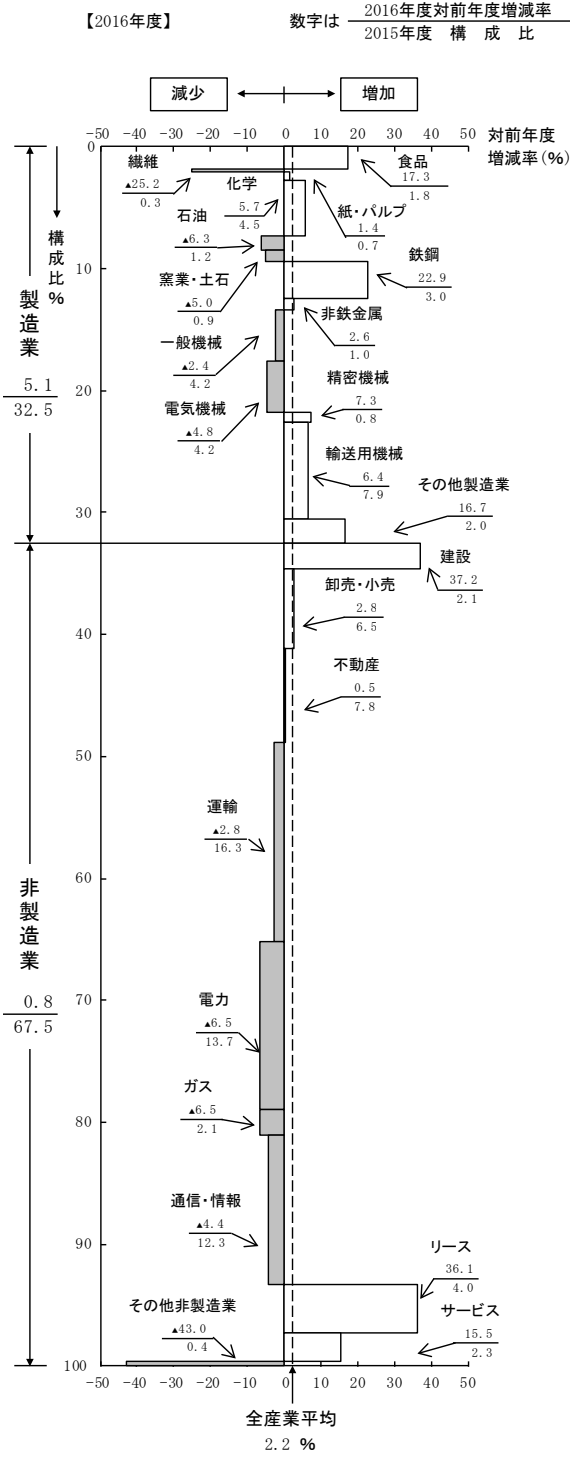 【2016年度】
数字は 2016年度対前年度増減率
2015年度 構 成 比
減少
増加
-50 -40 -30 -20 -10 0 10 20 30 40 50
対前年度
増減率(%)
0
10
20
30
40
50
60
70
80
90
100
構成比%
製造業
5.1
32.5
非製造業
0.8
67.5
食品
17.3
1.8
繊維
▲25.2
0.3
紙・パルプ
1.4
0.7
化学
5.7
4.5
石油
▲6.3
1.2
窯業・土石
▲5.0
0.9
鉄鋼
22.9
3.0
非鉄金属
2.6
1.0
一般機械
▲2.4
4.2
電気機械
▲4.8
4.2
精密機械
7.3
0.8
輸送用機械
6.4
7.9
その他製造業
16.7
2.0
建設
37.2
2.1
卸売・小売
2.8
6.5
不動産
0.5
7.8
運輸
▲2.8
16.3
電力
▲6.5
13.7
ガス
▲6.5
2.1
通信・情報
▲4.4
12.3
リース
36.1
4.0
サービス
15.5
2.3
その他非製造業
▲43.0
0.4
-50 -40 -30 -20 -10 0 10 20 30 40 50
全産業平均
2.2 %